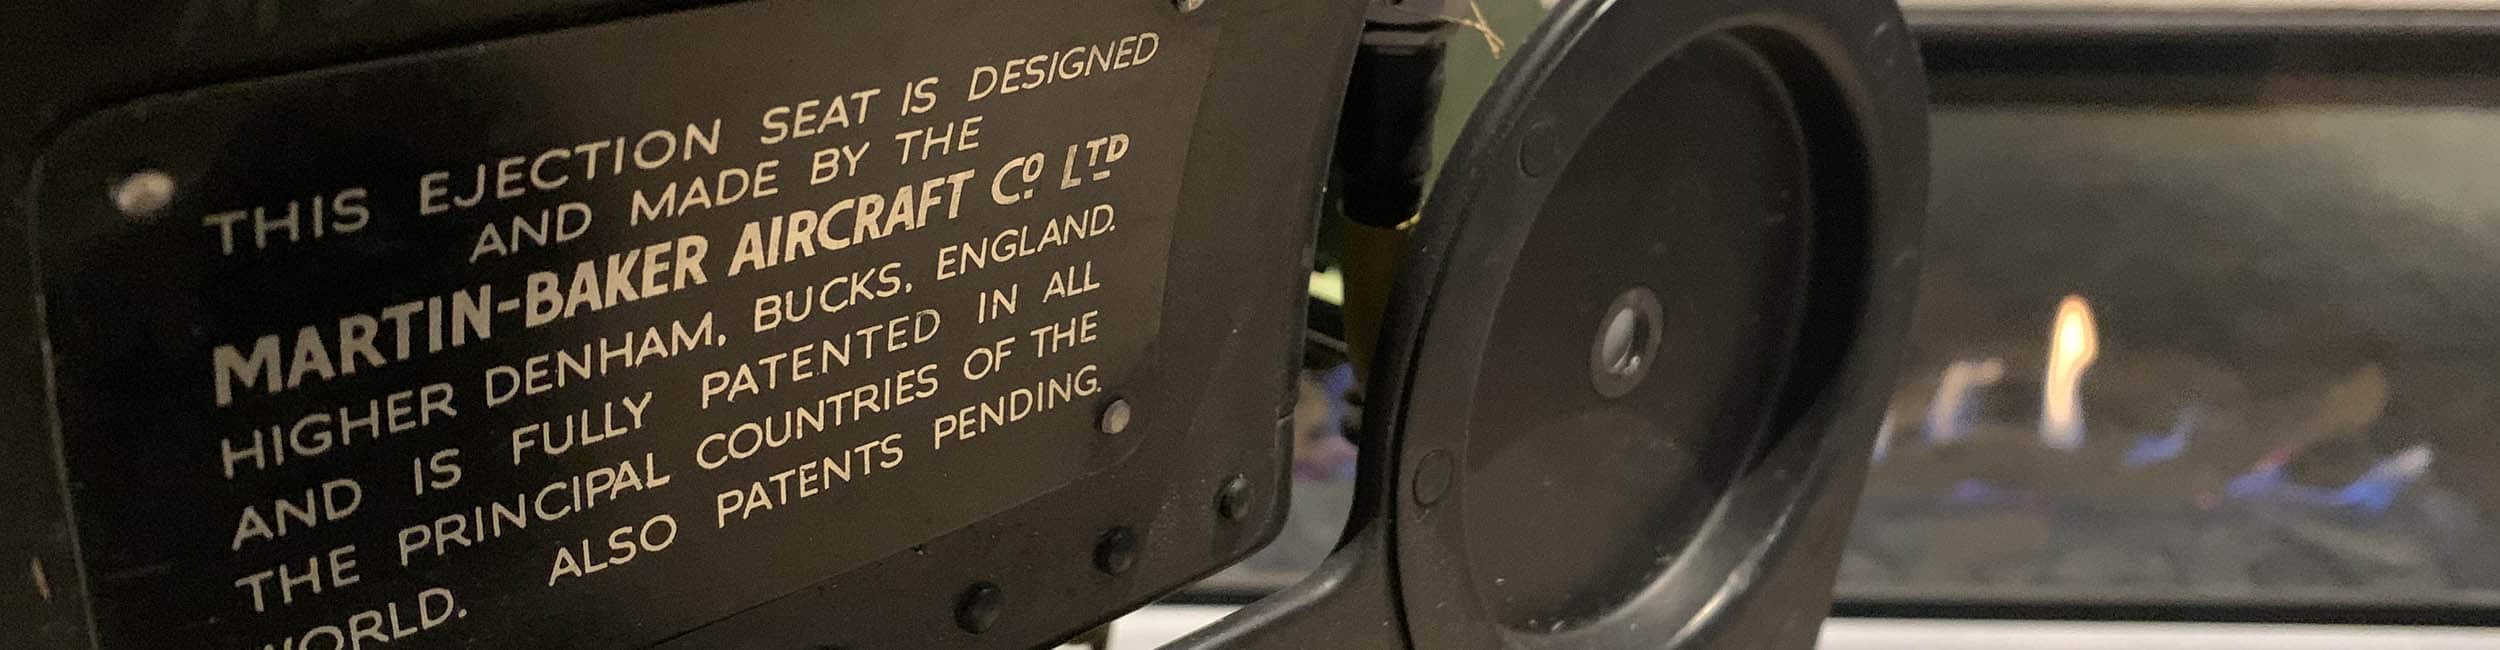 THIS EJECTION SEAT IS DESIGNED
AND MADE BY THE
MARTIN-BAKER AIRCRAFT Co LTD
HIGHER DENHAM, BUCKS, ENGLAND.
AND IS FULLY PATENTED IN ALL
THE PRINCIPAL COUNTRIES OF THE
WORLD. ALSO PATENTS PENDING.